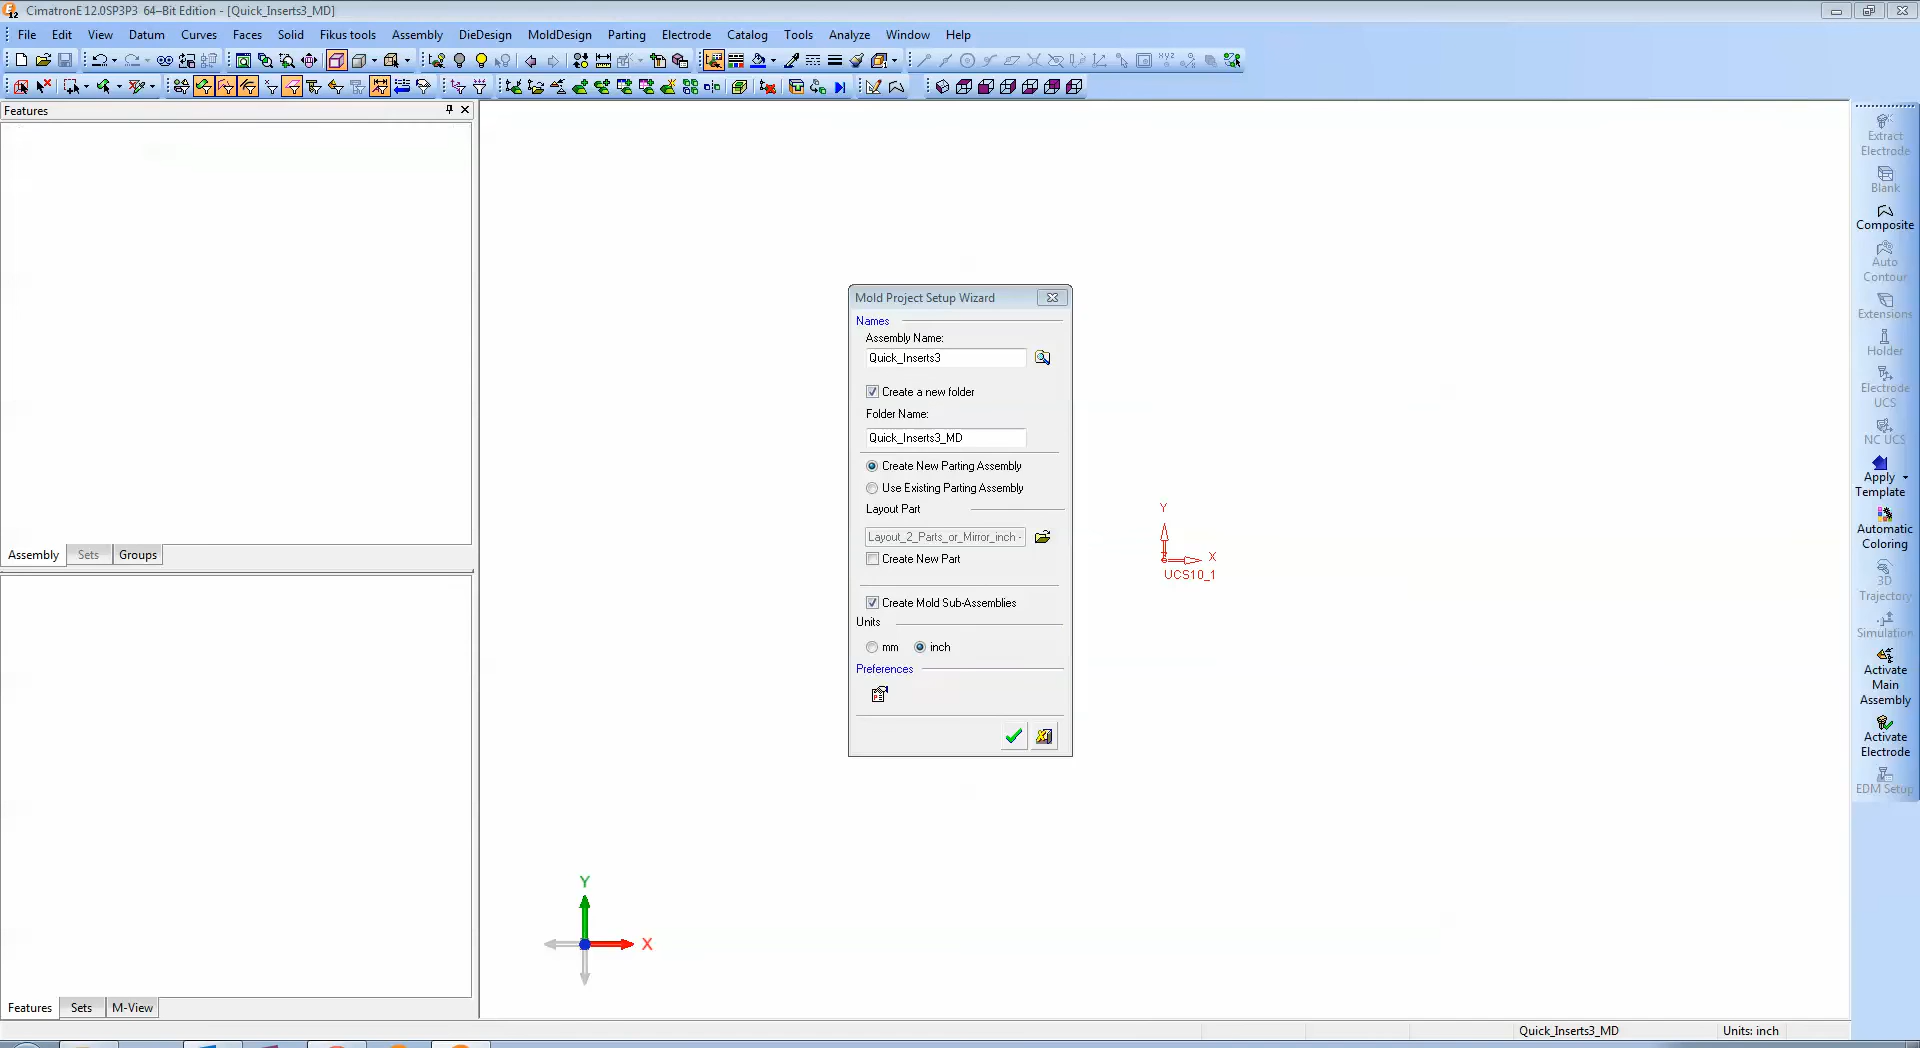 CimatronE 12.0SP3P3 64–Bit Edition - [Quick_Inserts3_MD]
File Edit View Datum Curves Faces Solid Fikus tools Assembly DieDesign MoldDesign Parting Electrode Catalog Tools Analyze Window Help
Features
Assembly Sets Groups
Features Sets M-View
Mold Project Setup Wizard
Names
Assembly Name:
Quick_Inserts3
Create a new folder
Folder Name:
Quick_Inserts3_MD
Create New Parting Assembly
Use Existing Parting Assembly
Layout Part
Layout_2_Parts_or_Mirror_inch -
Create New Part
Create Mold Sub-Assemblies
Units
mm inch
Preferences
Y
X
UCS10_1
Y
X
Extract
Electrode
Blank
Composite
Auto
Contour
Extensions
Holder
Electrode
UCS
NC UCS
Apply
Template
Automatic
Coloring
3D
Trajectory
Simulation
Activate
Main
Assembly
Activate
Electrode
EDM Setup
Quick_Inserts3_MD Units: inch